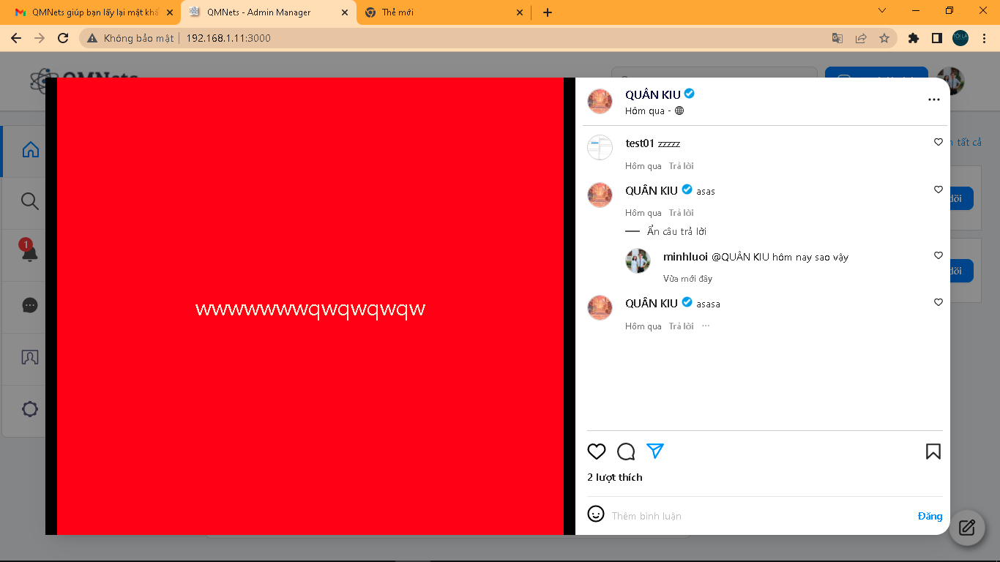 QMNets giúp bạn lấy lại mật khẩ
QMNets - Admin Manager
Thẻ mới
Không bảo mật
192.168.1.11:3000
QMNets
n tất cả
1
dõi
dõi
wwwwwwwqwqwqwqw
QUÂN KIU
Hôm qua -
test01 zzzzz
Hôm qua Trả lời
QUÂN KIU asas
Hôm qua Trả lời
Ẩn câu trả lời
minhluoi @QUÂN KIU hôm nay sao vậy
Vừa mới đây
QUÂN KIU asasa
Hôm qua Trả lời ...
2 lượt thích
Thêm bình luận
Đăng